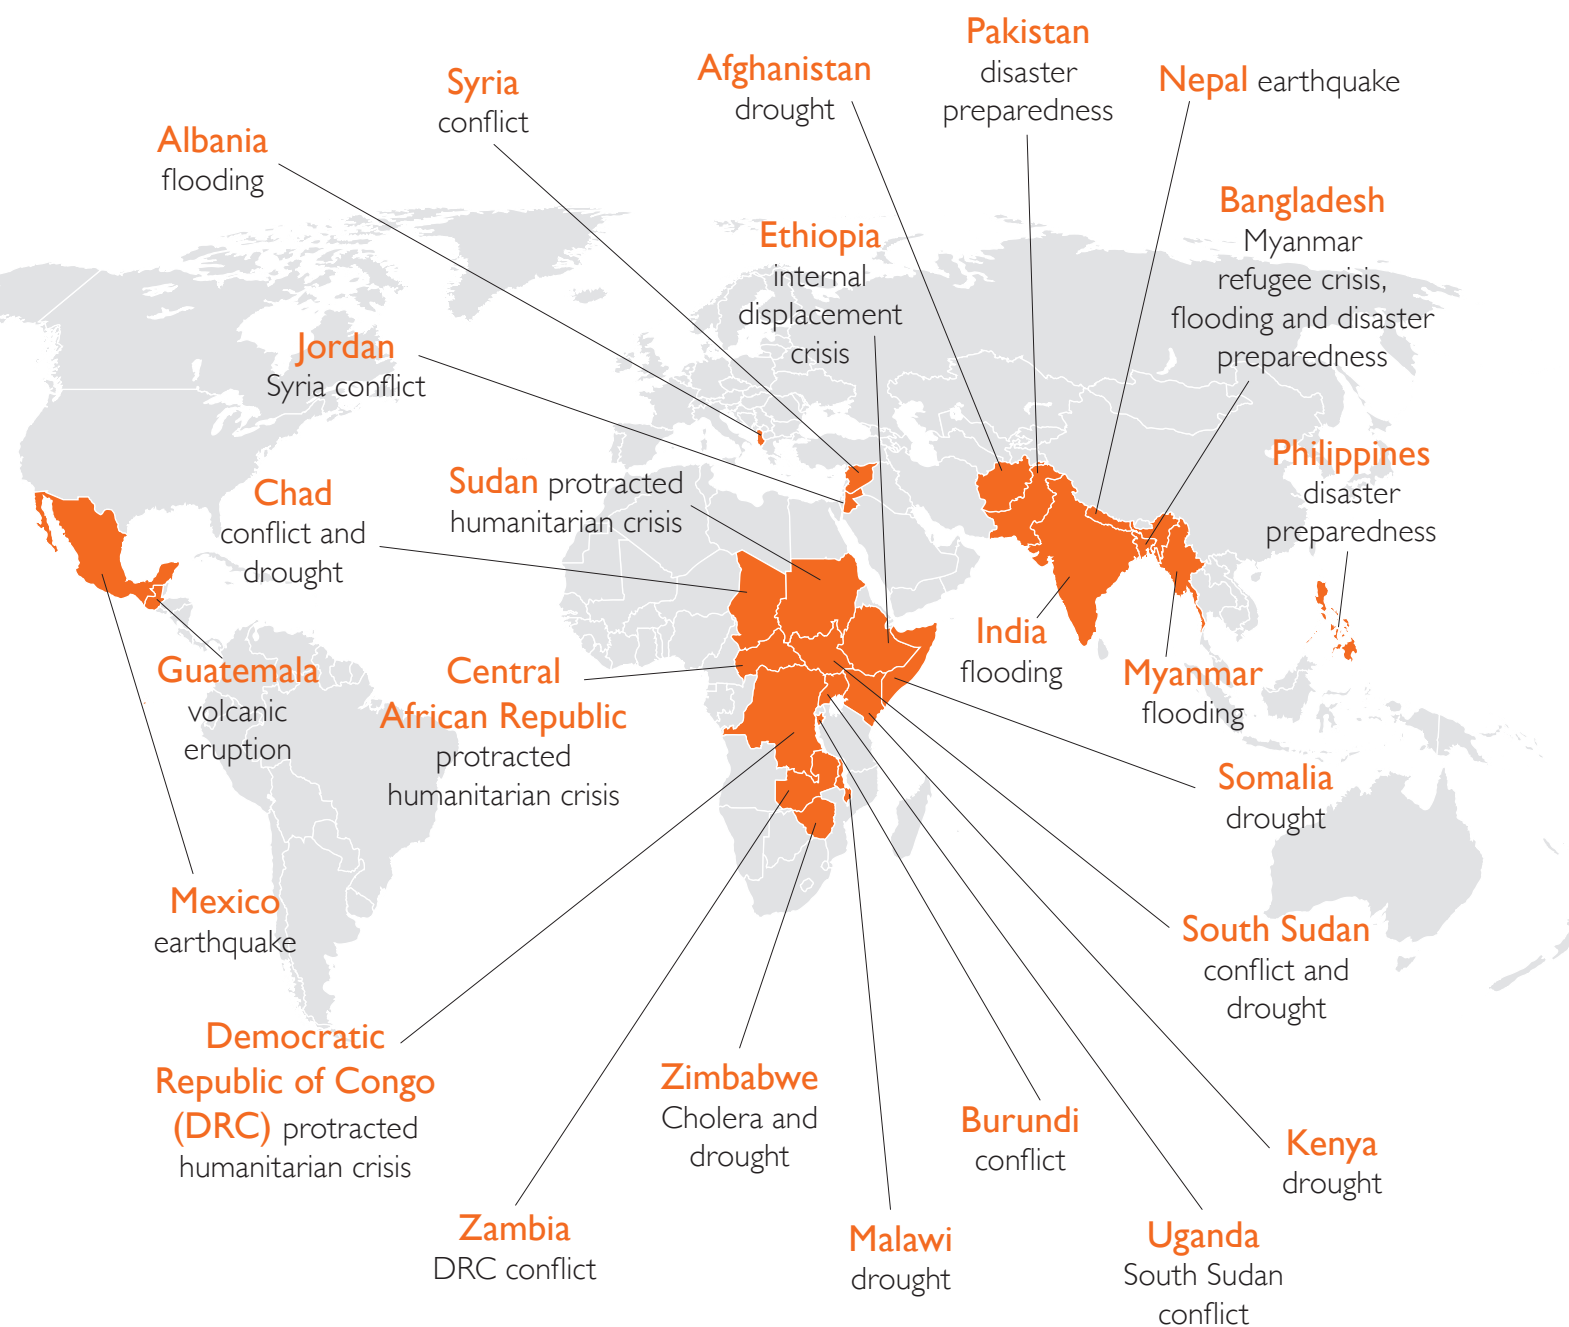 Pakistan
disaster
preparedness
Afghanistan
drought
Nepal earthquake
Syria
conflict
Albania
flooding
Bangladesh
Myanmar
refugee crisis,
flooding and disaster
preparedness
Ethiopia
internal
displacement
crisis
Jordan
Syria conflict
Philippines
disaster
preparedness
Sudan protracted
humanitarian crisis
Chad
conflict and
drought
India
flooding
Myanmar
flooding
Guatemala
volcanic
eruption
Central
African Republic
protracted
humanitarian crisis
Somalia
drought
Mexico
earthquake
South Sudan
conflict and
drought
Democratic
Republic of Congo
(DRC) protracted
humanitarian crisis
Zimbabwe
Cholera and
drought
Burundi
conflict
Kenya
drought
Zambia
DRC conflict
Malawi
drought
Uganda
South Sudan
conflict